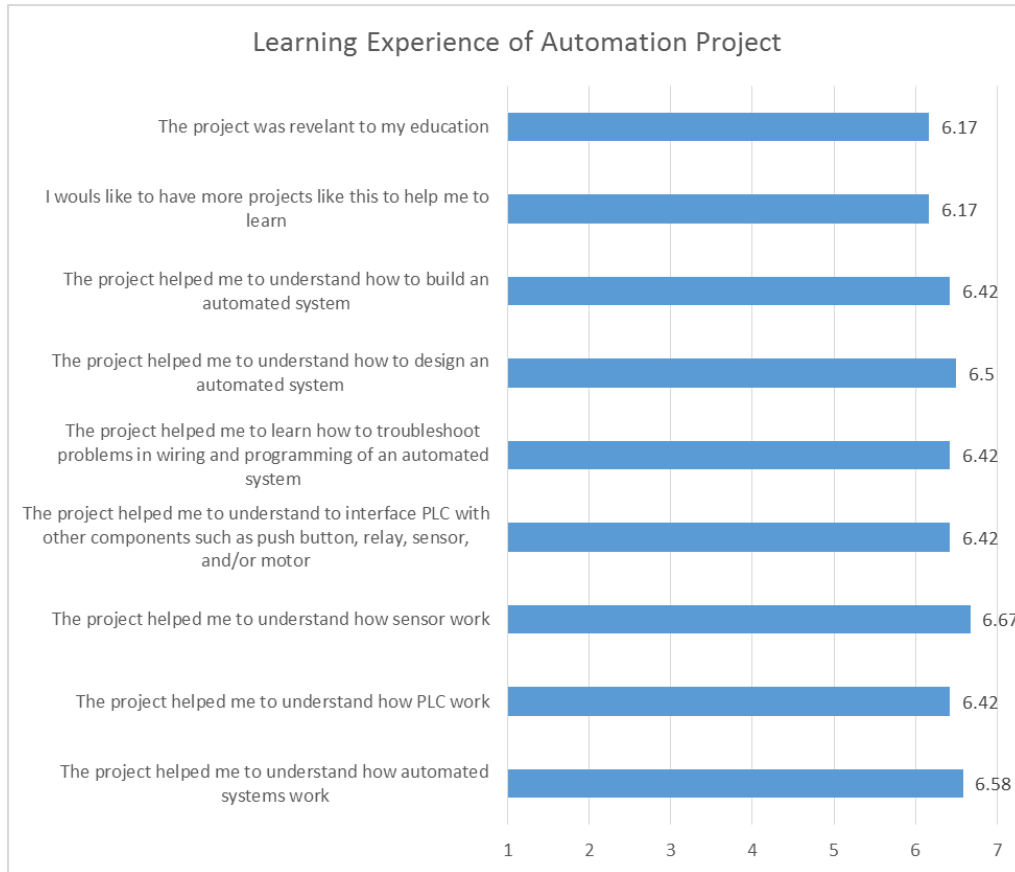 Learning Experience of Automation Project
The project was revelant to my education
6.17
I wouls like to have more projects like this to help me to
learn
6.17
The project helped me to understand how to build an
automated system
6.42
The project helped me to understand how to design an
automated system
6.5
The project helped me to learn how to troubleshoot
problems in wiring and programming of an automated
system
6.42
The project helped me to understand to interface PLC with
other components such as push button, relay, sensor,
and/or motor
6.42
The project helped me to understand how sensor work
6.67
The project helped me to understand how PLC work
6.42
The project helped me to understand how automated
systems work
6.58
1 2 3 4 5 6 7